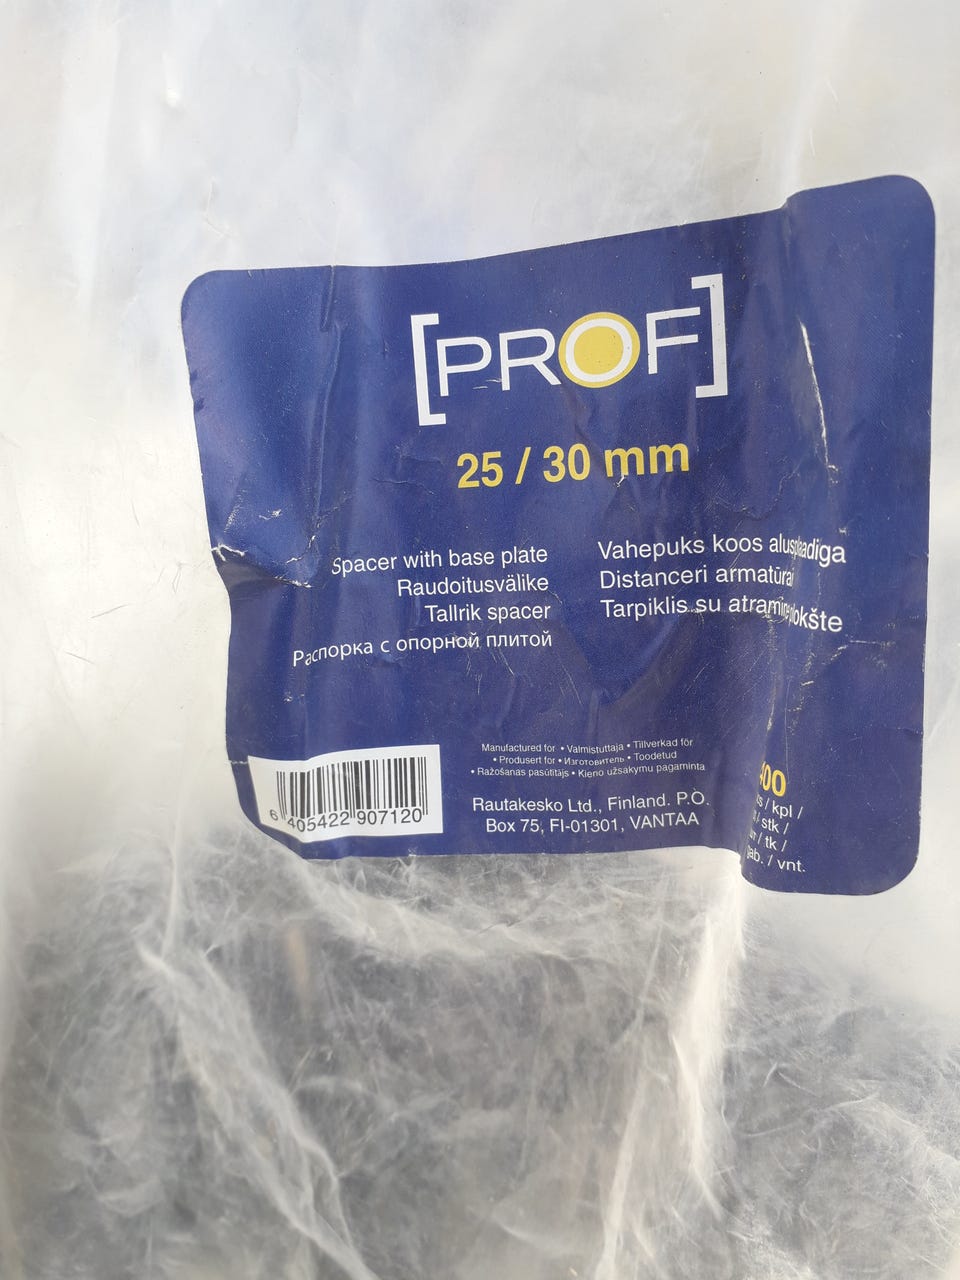 [PROF]
25 / 30 mm
Spacer with base plate
Raudoitusvälike
Tallrik spacer
Распорка с опорной плитой
Vahepuks koos
Distanceri armatūrai
Tarpiklis su
Manufactured for • Valmistuttaja • Tillverkad för
• Produsert for • Изготовитель • Toodetud
• Ražošanas pasūtītājs • Kieno užsakymu pagaminta
Rautakesko Ltd., Finland. P.O.
Box 75, FI-01301, VANTAA
6 405422 907120
/ kpl /
/ stk /
/ tk /
/ vnt.